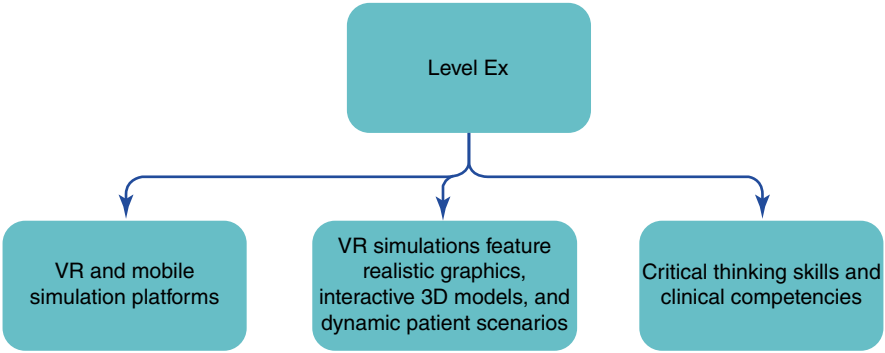 Level Ex
VR and mobile
simulation platforms
VR simulations feature
realistic graphics,
interactive 3D models, and
dynamic patient scenarios
Critical thinking skills and
clinical competencies